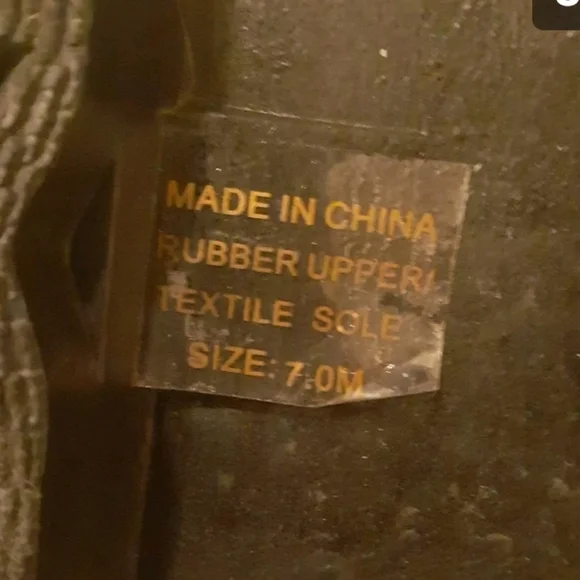 MADE IN CHINA
RUBBER UPPER/
TEXTILE SOLE
SIZE: 7.0M